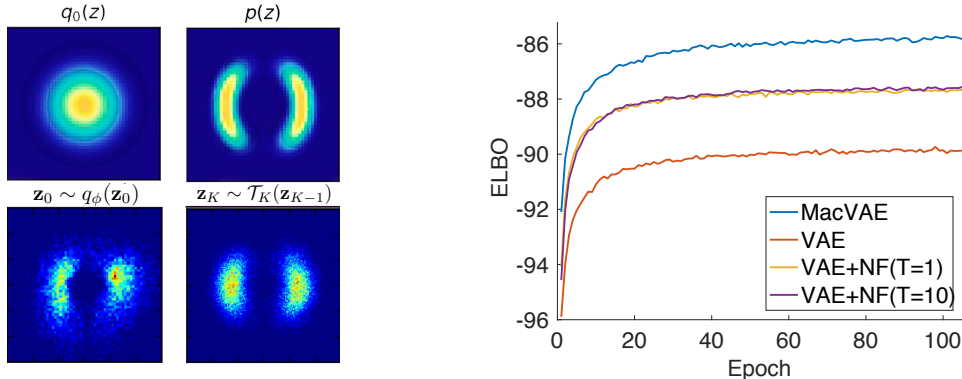 q₀(z)
p(z)
z₀ ∼ q_ϕ(z₀)
z_K ∼ 𝒯_K(z_{K−1})
ELBO
-86
-88
-90
-92
-94
-96
MacVAE
VAE
VAE+NF(T=1)
VAE+NF(T=10)
0
20
40
60
80
100
Epoch